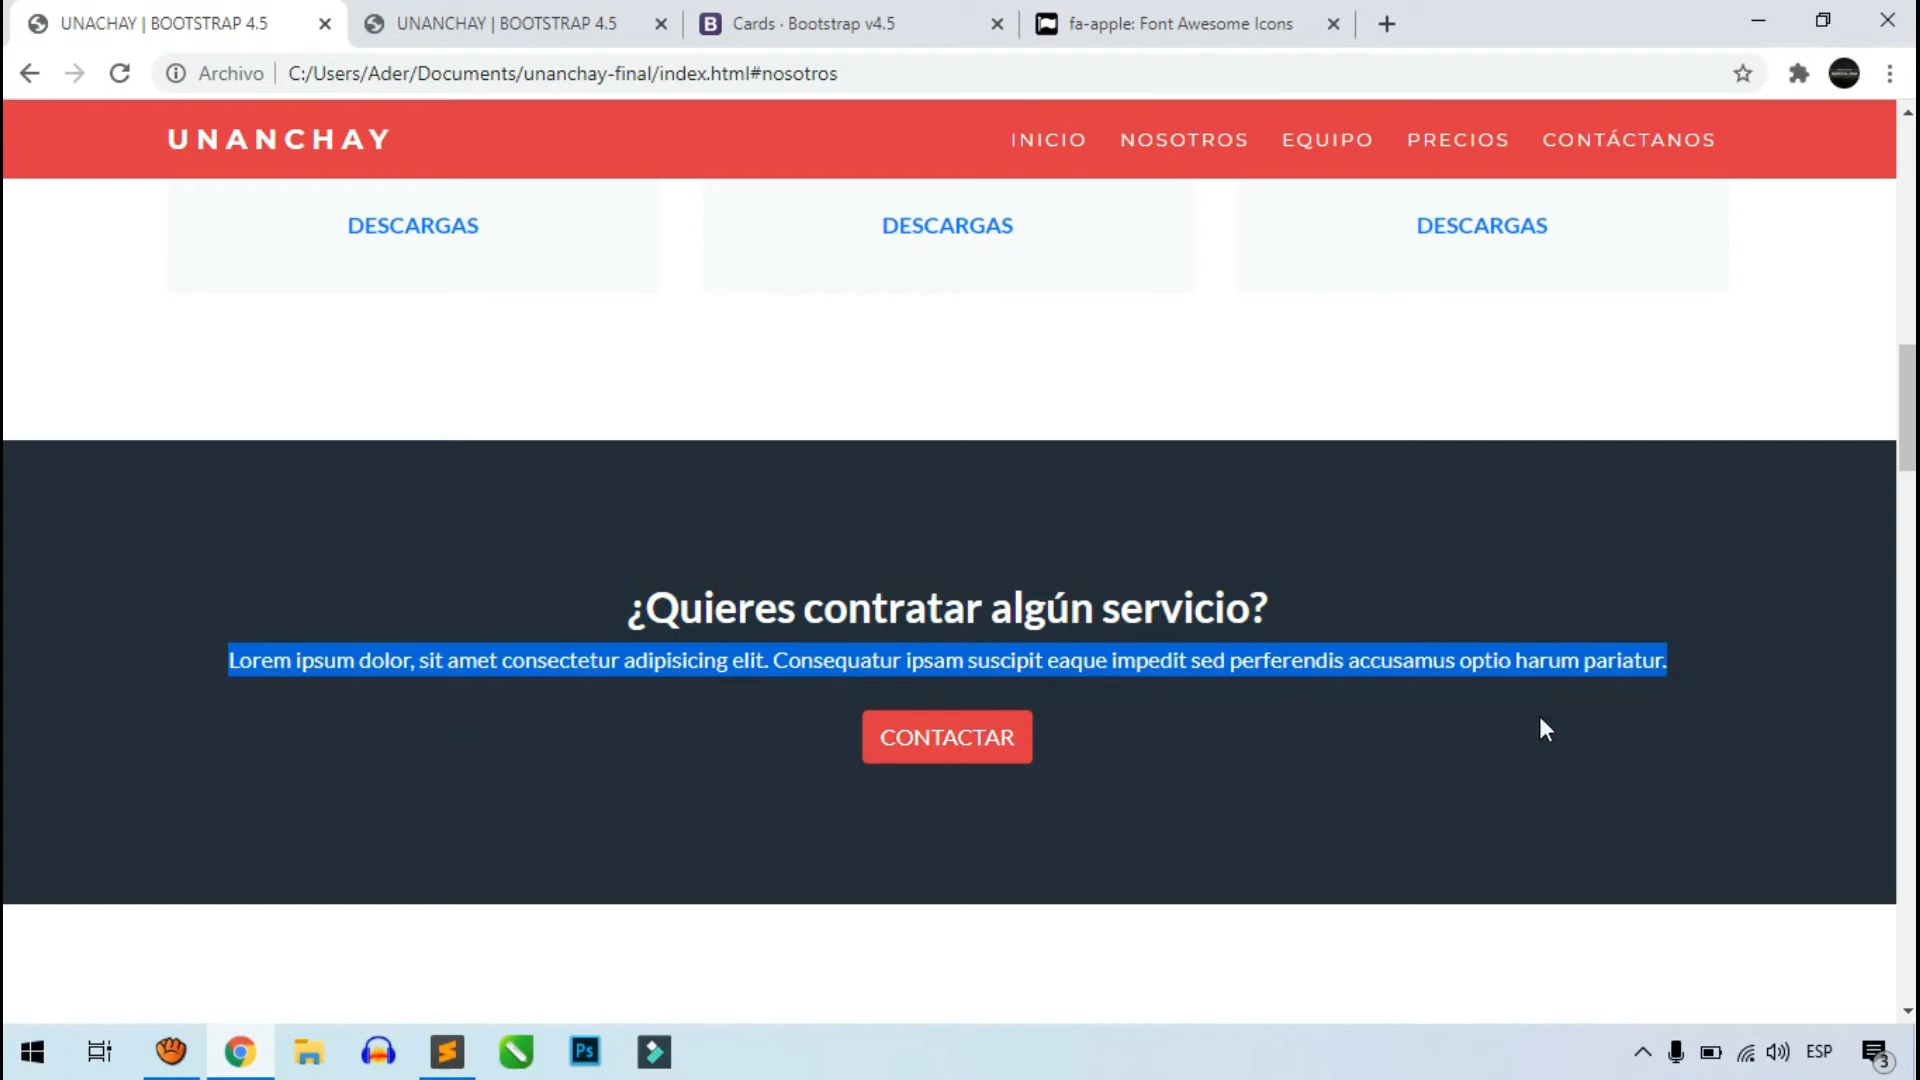 UNACHAY | BOOTSTRAP 4.5
UNANCHAY | BOOTSTRAP 4.5
B
Cards · Bootstrap v4.5
fa-apple: Font Awesome Icons
Archivo
C:/Users/Ader/Documents/unanchay-final/index.html#nosotros
UNANCHAY
INICIO NOSOTROS EQUIPO PRECIOS CONTÁCTANOS
DESCARGAS DESCARGAS DESCARGAS
¿Quieres contratar algún servicio?
Lorem ipsum dolor, sit amet consectetur adipisicing elit. Consequatur ipsam suscipit eaque impedit sed perferendis accusamus optio harum pariatur.
CONTACTAR
Ps
ESP
3